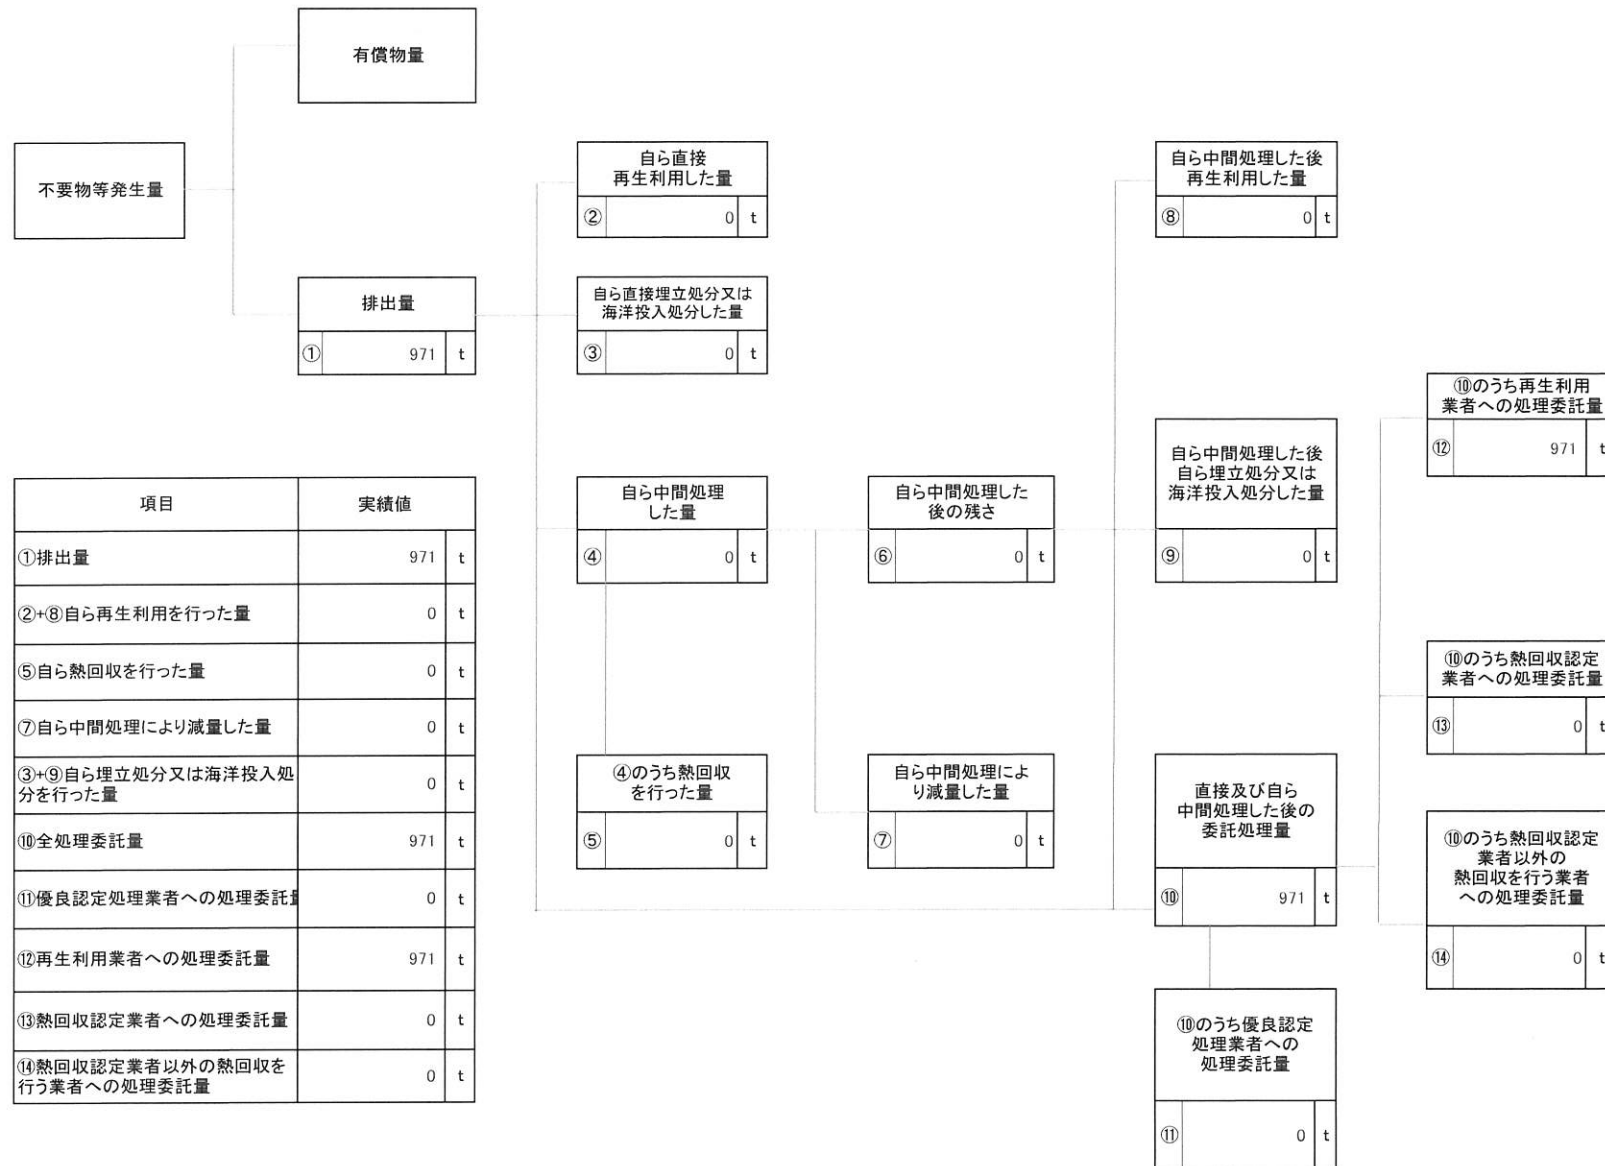 有償物量
不要物等発生量
排出量
① 971 t
自ら直接
再生利用した量
② 0 t
自ら直接埋立処分又は
海洋投入処分した量
③ 0 t
自ら中間処理
した量
④ 0 t
④のうち熱回収
を行った量
⑤ 0 t
自ら中間処理した
後の残さ
⑥ 0 t
自ら中間処理によ
り減量した量
⑦ 0 t
自ら中間処理した後
再生利用した量
⑧ 0 t
自ら中間処理した後
自ら埋立処分又は
海洋投入処分した量
⑨ 0 t
直接及び自ら
中間処理した後の
委託処理量
⑩ 971 t
⑩のうち優良認定
処理業者への
処理委託量
⑪ 0 t
⑩のうち再生利用
業者への処理委託量
⑫ 971 t
⑩のうち熱回収認定
業者への処理委託量
⑬ 0 t
⑩のうち熱回収認定
業者以外の
熱回収を行う業者
への処理委託量
⑭ 0 t
項目 実績値
①排出量 971 t
②+⑧自ら再生利用を行った量 0 t
⑤自ら熱回収を行った量 0 t
⑦自ら中間処理により減量した量 0 t
③+⑨自ら埋立処分又は海洋投入処
分を行った量 0 t
⑩全処理委託量 971 t
⑪優良認定処理業者への処理委託量 0 t
⑫再生利用業者への処理委託量 971 t
⑬熱回収認定業者への処理委託量 0 t
⑭熱回収認定業者以外の熱回収を
行う業者への処理委託量 0 t